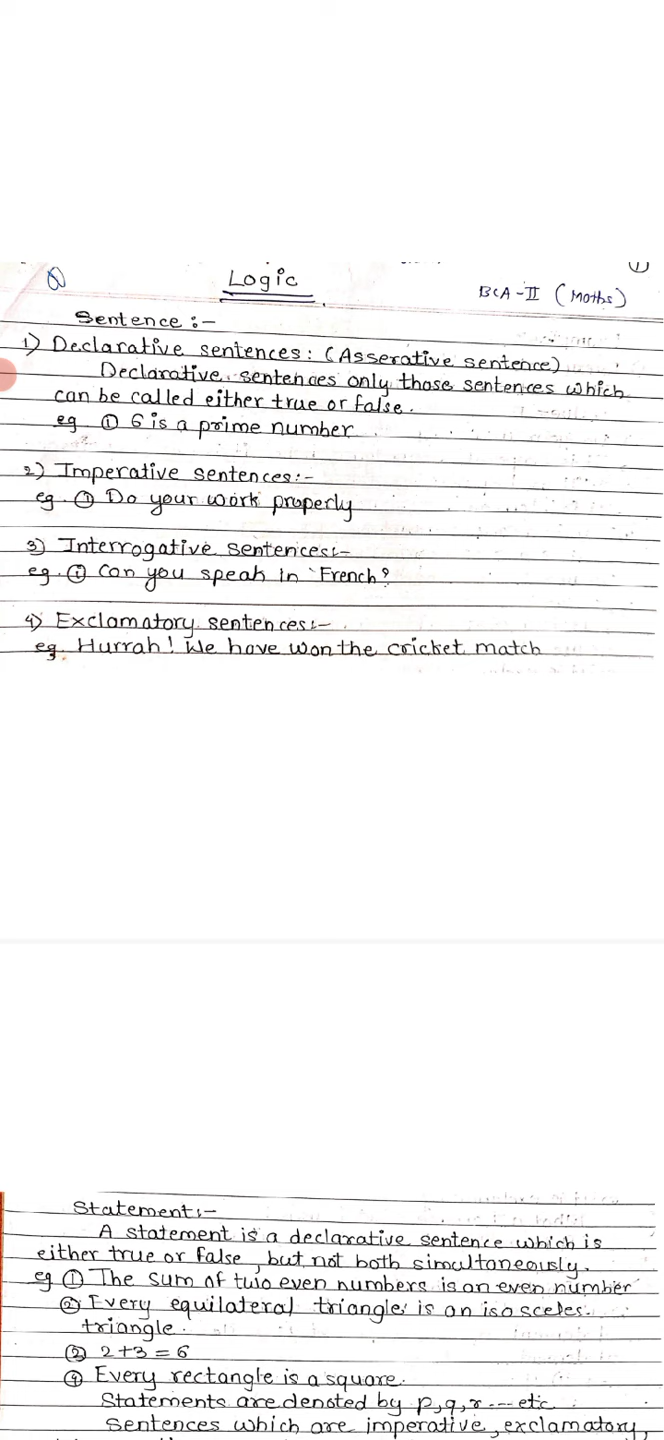 ①
Logic
BCA-II (Maths)
Sentence :-
1) Declarative sentences: (Asserative sentence)
Declarative sentences only those sentences which
can be called either true or false.
eg ① 6 is a prime number
2) Imperative sentences:-
eg. ① Do your work properly
3) Interrogative sentences:-
eg. ① Can you speak in French?
4) Exclamatory sentences:-
eg. Hurrah! We have won the cricket match
Statement:-
A statement is a declarative sentence which is
either true or false, but not both simultaneously.
eg ① The sum of two even numbers is an even number
② Every equilateral triangle is an isosceles
triangle.
③ 2+3=6
④ Every rectangle is a square.
Statements are denoted by p,q,r --- etc.
Sentences which are imperative, exclamatory,